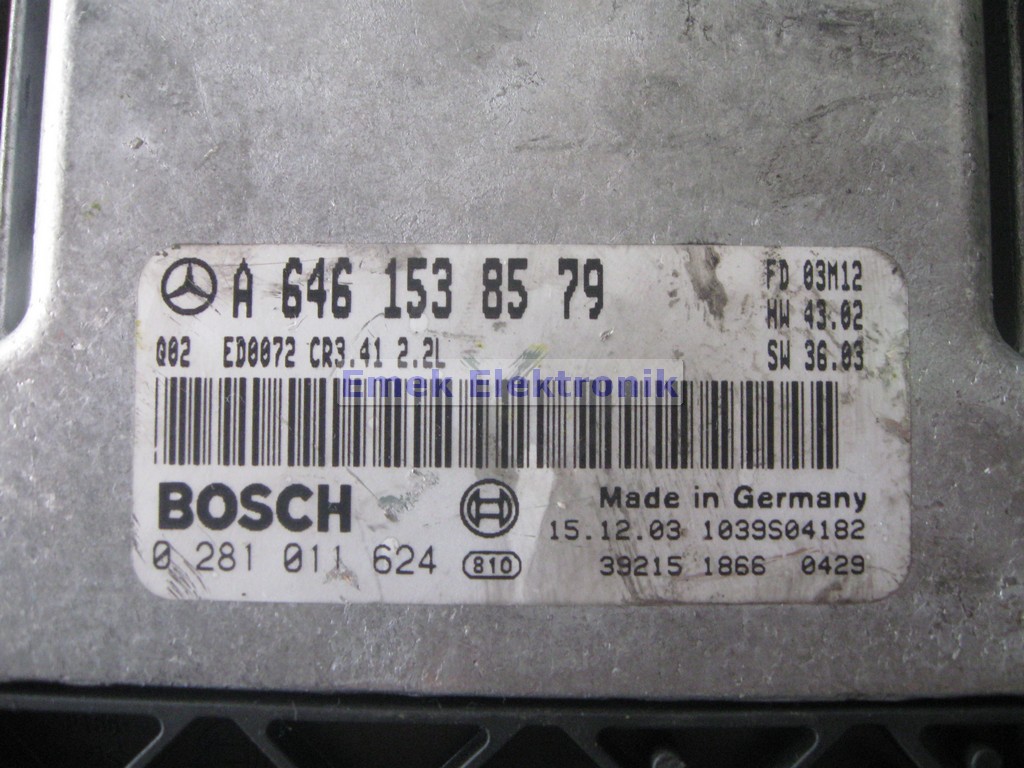 A 646 153 85 79 FD 03M12
HW 43.02
Q02 ED0072 CR3.41 2.2L SW 36.03
Emek Elektronik
BOSCH Made in Germany
15.12.03 1039S04182
0 281 011 624 810 39215 1866 0429